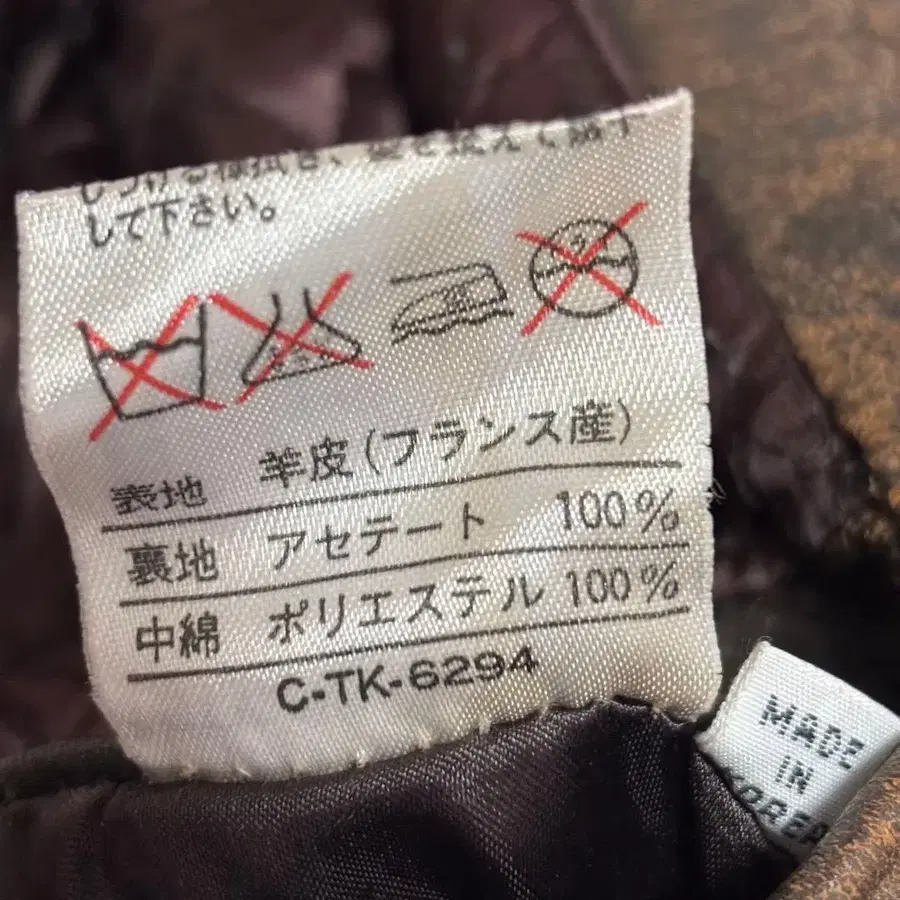 して下さい。
表地 羊皮(フランス産)
裏地 アセテート 100%
中綿 ポリエステル 100%
C-TK-6294
MADE
IN
KOREA